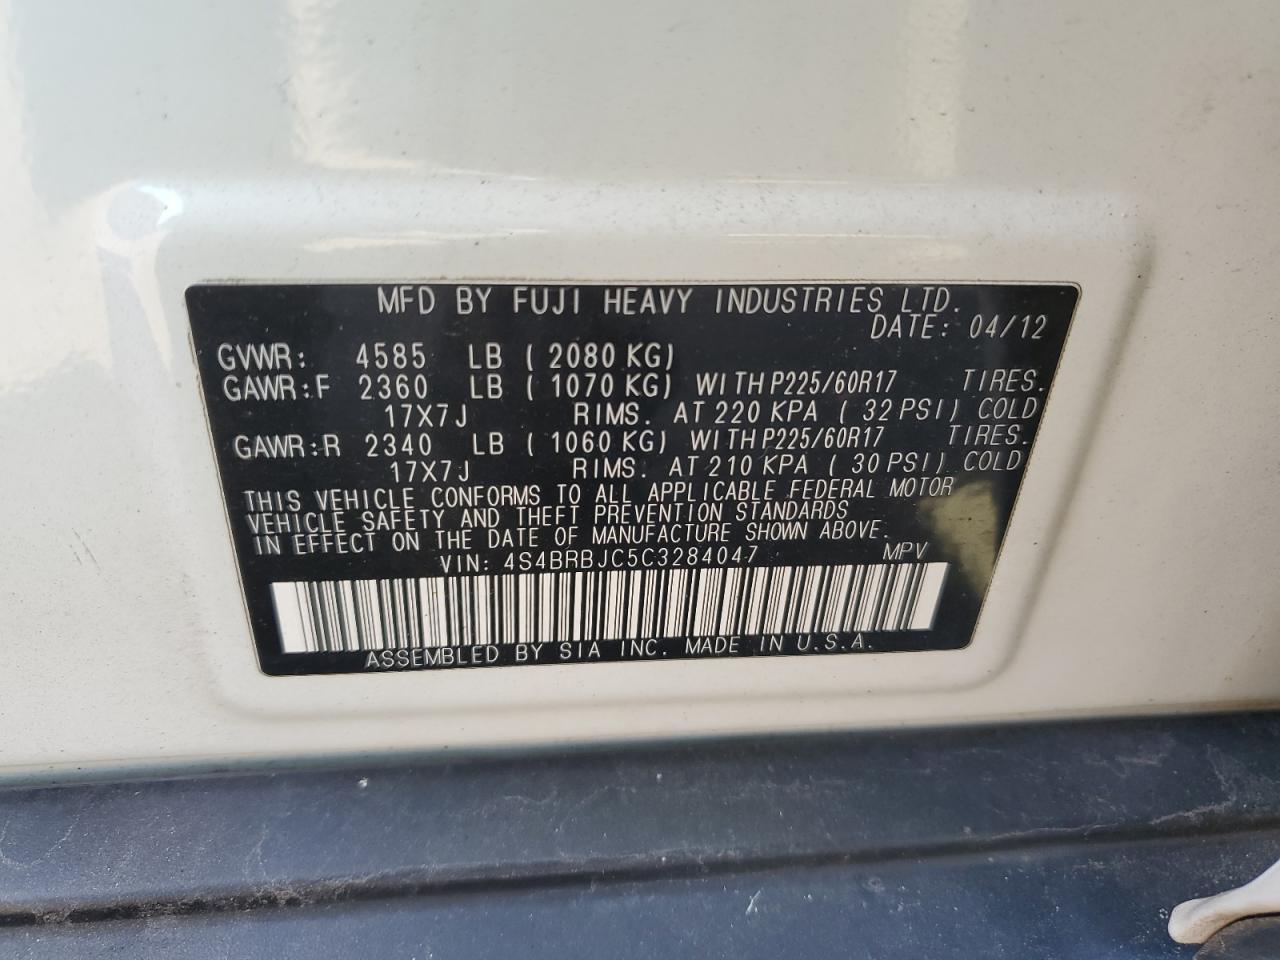 MFD BY FUJI HEAVY INDUSTRIES LTD.
DATE: 04/12
GVWR: 4585 LB ( 2080 KG)
GAWR:F 2360 LB ( 1070 KG) WITH P225/60R17 TIRES.
17X7J RIMS. AT 220 KPA ( 32 PSI) COLD
GAWR:R 2340 LB ( 1060 KG) WITH P225/60R17 TIRES.
17X7J RIMS. AT 210 KPA ( 30 PSI) COLD
THIS VEHICLE CONFORMS TO ALL APPLICABLE FEDERAL MOTOR
VEHICLE SAFETY AND THEFT PREVENTION STANDARDS
IN EFFECT ON THE DATE OF MANUFACTURE SHOWN ABOVE.
VIN: 4S4BRBJC5C3284047 MPV
ASSEMBLED BY SIA INC. MADE IN U.S.A.